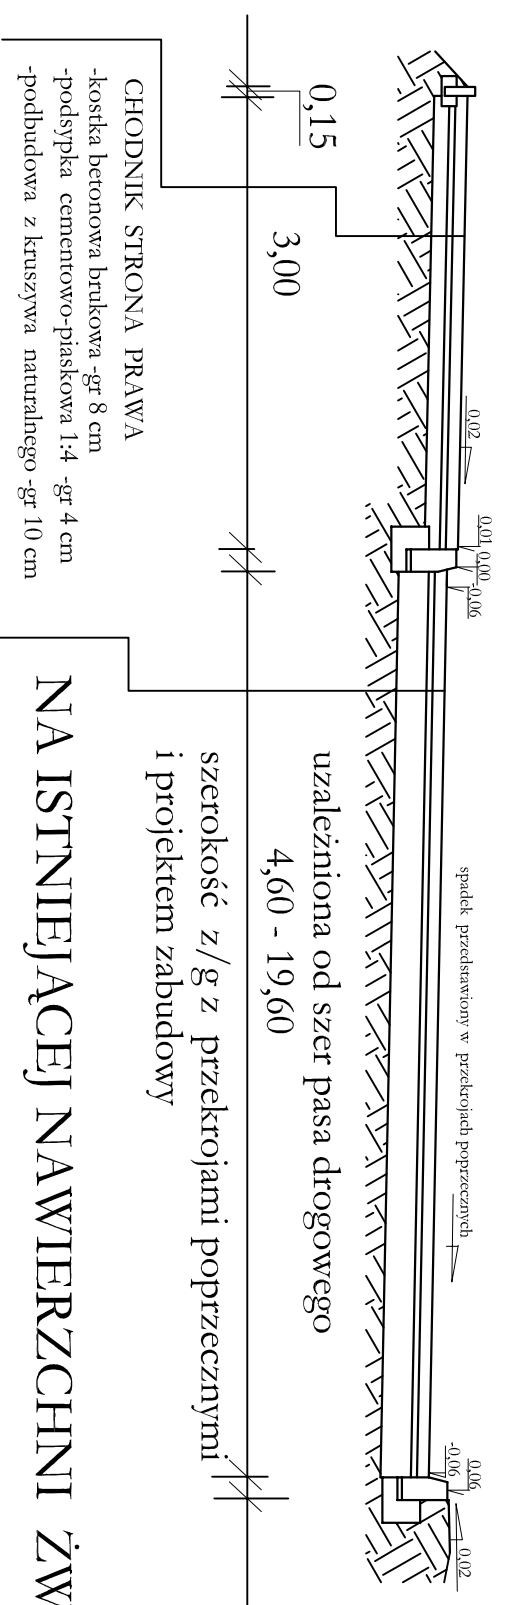 spadek przedstawiony w przekrojach poprzecznych
0,02
0,01
0,00
-0,06
-0,06
0,06
0,02
0,15
3,00
uzależniona od szer pasa drogowego
4,60 - 19,60
szerokość z/g z przekrojami poprzecznymi
i projektem zabudowy
CHODNIK STRONA PRAWA
-kostka betonowa brukowa -gr 8 cm
-podsypka cementowo-piaskowa 1:4 -gr 4 cm
-podbudowa z kruszywa naturalnego -gr 10 cm
NA ISTNIEJĄCEJ NAWIERZCHNI ŻW